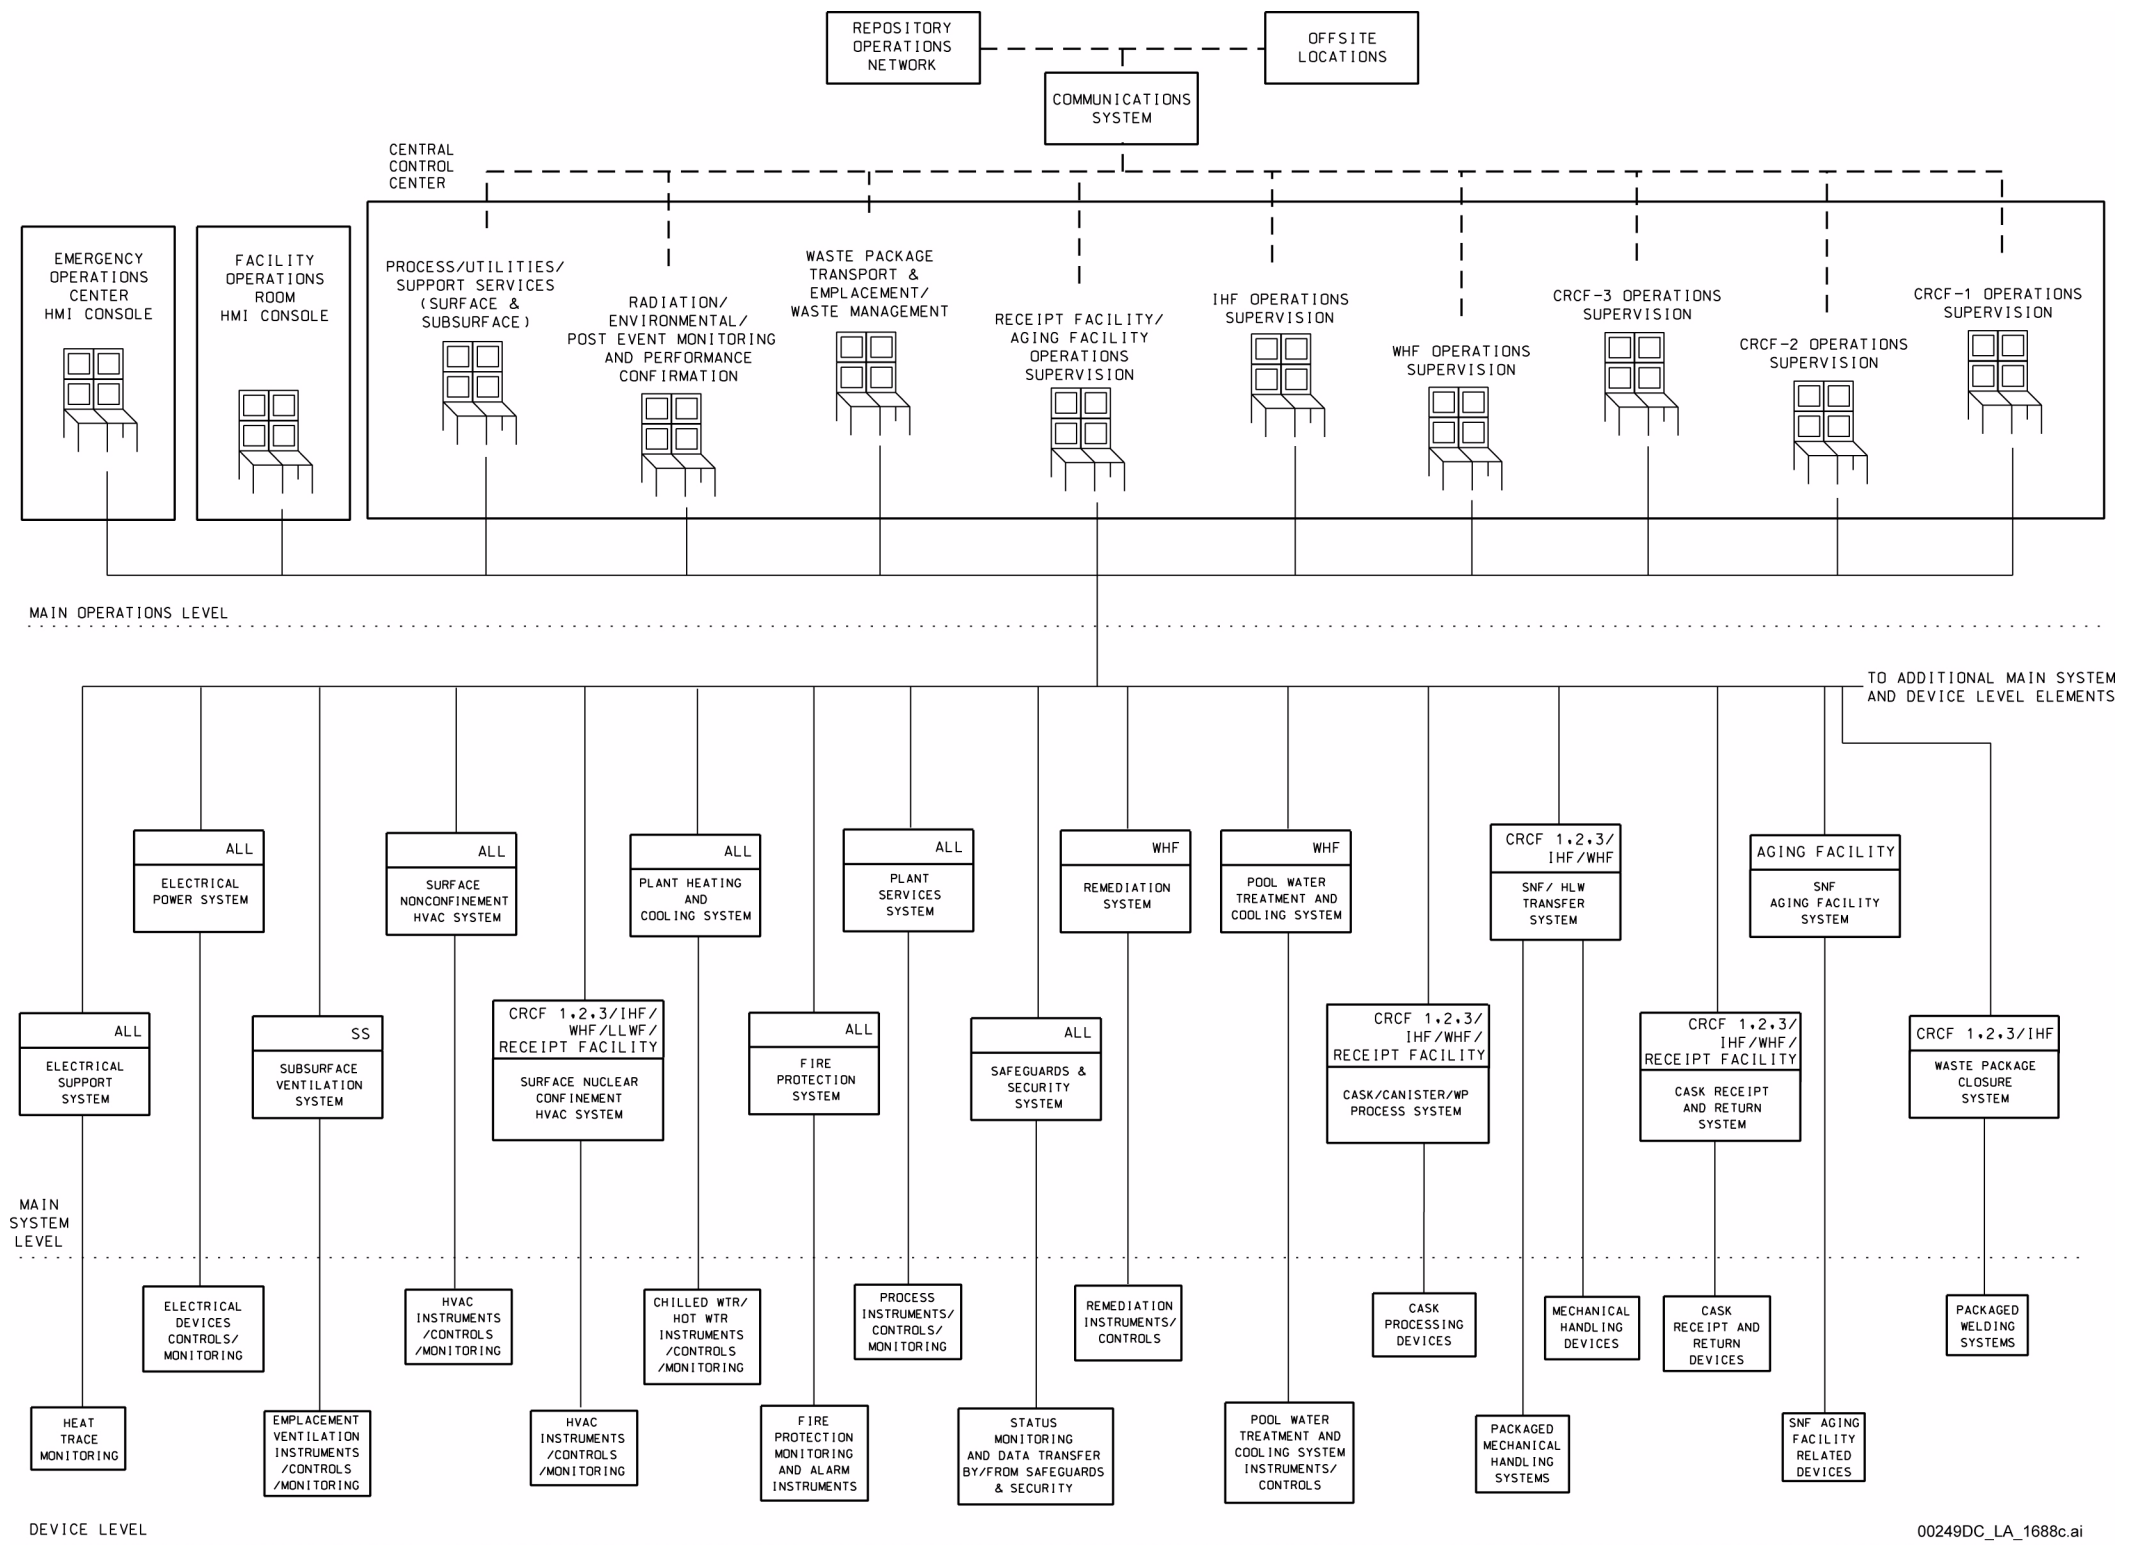 REPOSITORY
OPERATIONS
NETWORK
OFFSITE
LOCATIONS
COMMUNICATIONS
SYSTEM
CENTRAL
CONTROL
CENTER
EMERGENCY
OPERATIONS
CENTER
HMI CONSOLE
FACILITY
OPERATIONS
ROOM
HMI CONSOLE
PROCESS/UTILITIES/
SUPPORT SERVICES
(SURFACE &
SUBSURFACE)
RADIATION/
ENVIRONMENTAL/
POST EVENT MONITORING
AND PERFORMANCE
CONFIRMATION
WASTE PACKAGE
TRANSPORT &
EMPLACEMENT/
WASTE MANAGEMENT
RECEIPT FACILITY/
AGING FACILITY
OPERATIONS
SUPERVISION
IHF OPERATIONS
SUPERVISION
WHF OPERATIONS
SUPERVISION
CRCF-3 OPERATIONS
SUPERVISION
CRCF-2 OPERATIONS
SUPERVISION
CRCF-1 OPERATIONS
SUPERVISION
MAIN OPERATIONS LEVEL
TO ADDITIONAL MAIN SYSTEM
AND DEVICE LEVEL ELEMENTS
ALL
ELECTRICAL
POWER SYSTEM
ALL
SURFACE
NONCONFINEMENT
HVAC SYSTEM
ALL
PLANT HEATING
AND
COOLING SYSTEM
ALL
PLANT
SERVICES
SYSTEM
WHF
REMEDIATION
SYSTEM
WHF
POOL WATER
TREATMENT AND
COOLING SYSTEM
CRCF 1,2,3/
IHF/WHF
SNF/ HLW
TRANSFER
SYSTEM
AGING FACILITY
SNF
AGING FACILITY
SYSTEM
ALL
ELECTRICAL
SUPPORT
SYSTEM
SS
SUBSURFACE
VENTILATION
SYSTEM
CRCF 1,2,3/IHF/
WHF/LLWF/
RECEIPT FACILITY
SURFACE NUCLEAR
CONFINEMENT
HVAC SYSTEM
ALL
FIRE
PROTECTION
SYSTEM
ALL
SAFEGUARDS &
SECURITY
SYSTEM
CRCF 1,2,3/
IHF/WHF/
RECEIPT FACILITY
CASK/CANISTER/WP
PROCESS SYSTEM
CRCF 1,2,3/
IHF/WHF/
RECEIPT FACILITY
CASK RECEIPT
AND RETURN
SYSTEM
CRCF 1,2,3/IHF
WASTE PACKAGE
CLOSURE
SYSTEM
MAIN
SYSTEM
LEVEL
ELECTRICAL
DEVICES
CONTROLS/
MONITORING
HVAC
INSTRUMENTS
/CONTROLS
/MONITORING
CHILLED WTR/
HOT WTR
INSTRUMENTS
/CONTROLS
/MONITORING
PROCESS
INSTRUMENTS/
CONTROLS/
MONITORING
REMEDIATION
INSTRUMENTS/
CONTROLS
CASK
PROCESSING
DEVICES
MECHANICAL
HANDLING
DEVICES
CASK
RECEIPT AND
RETURN
DEVICES
PACKAGED
WELDING
SYSTEMS
HEAT
TRACE
MONITORING
EMPLACEMENT
VENTILATION
INSTRUMENTS
/CONTROLS
/MONITORING
HVAC
INSTRUMENTS
/CONTROLS
/MONITORING
FIRE
PROTECTION
MONITORING
AND ALARM
INSTRUMENTS
STATUS
MONITORING
AND DATA TRANSFER
BY/FROM SAFEGUARDS
& SECURITY
POOL WATER
TREATMENT AND
COOLING SYSTEM
INSTRUMENTS/
CONTROLS
PACKAGED
MECHANICAL
HANDLING
SYSTEMS
SNF AGING
FACILITY
RELATED
DEVICES
DEVICE LEVEL
00249DC_LA_1688c.ai